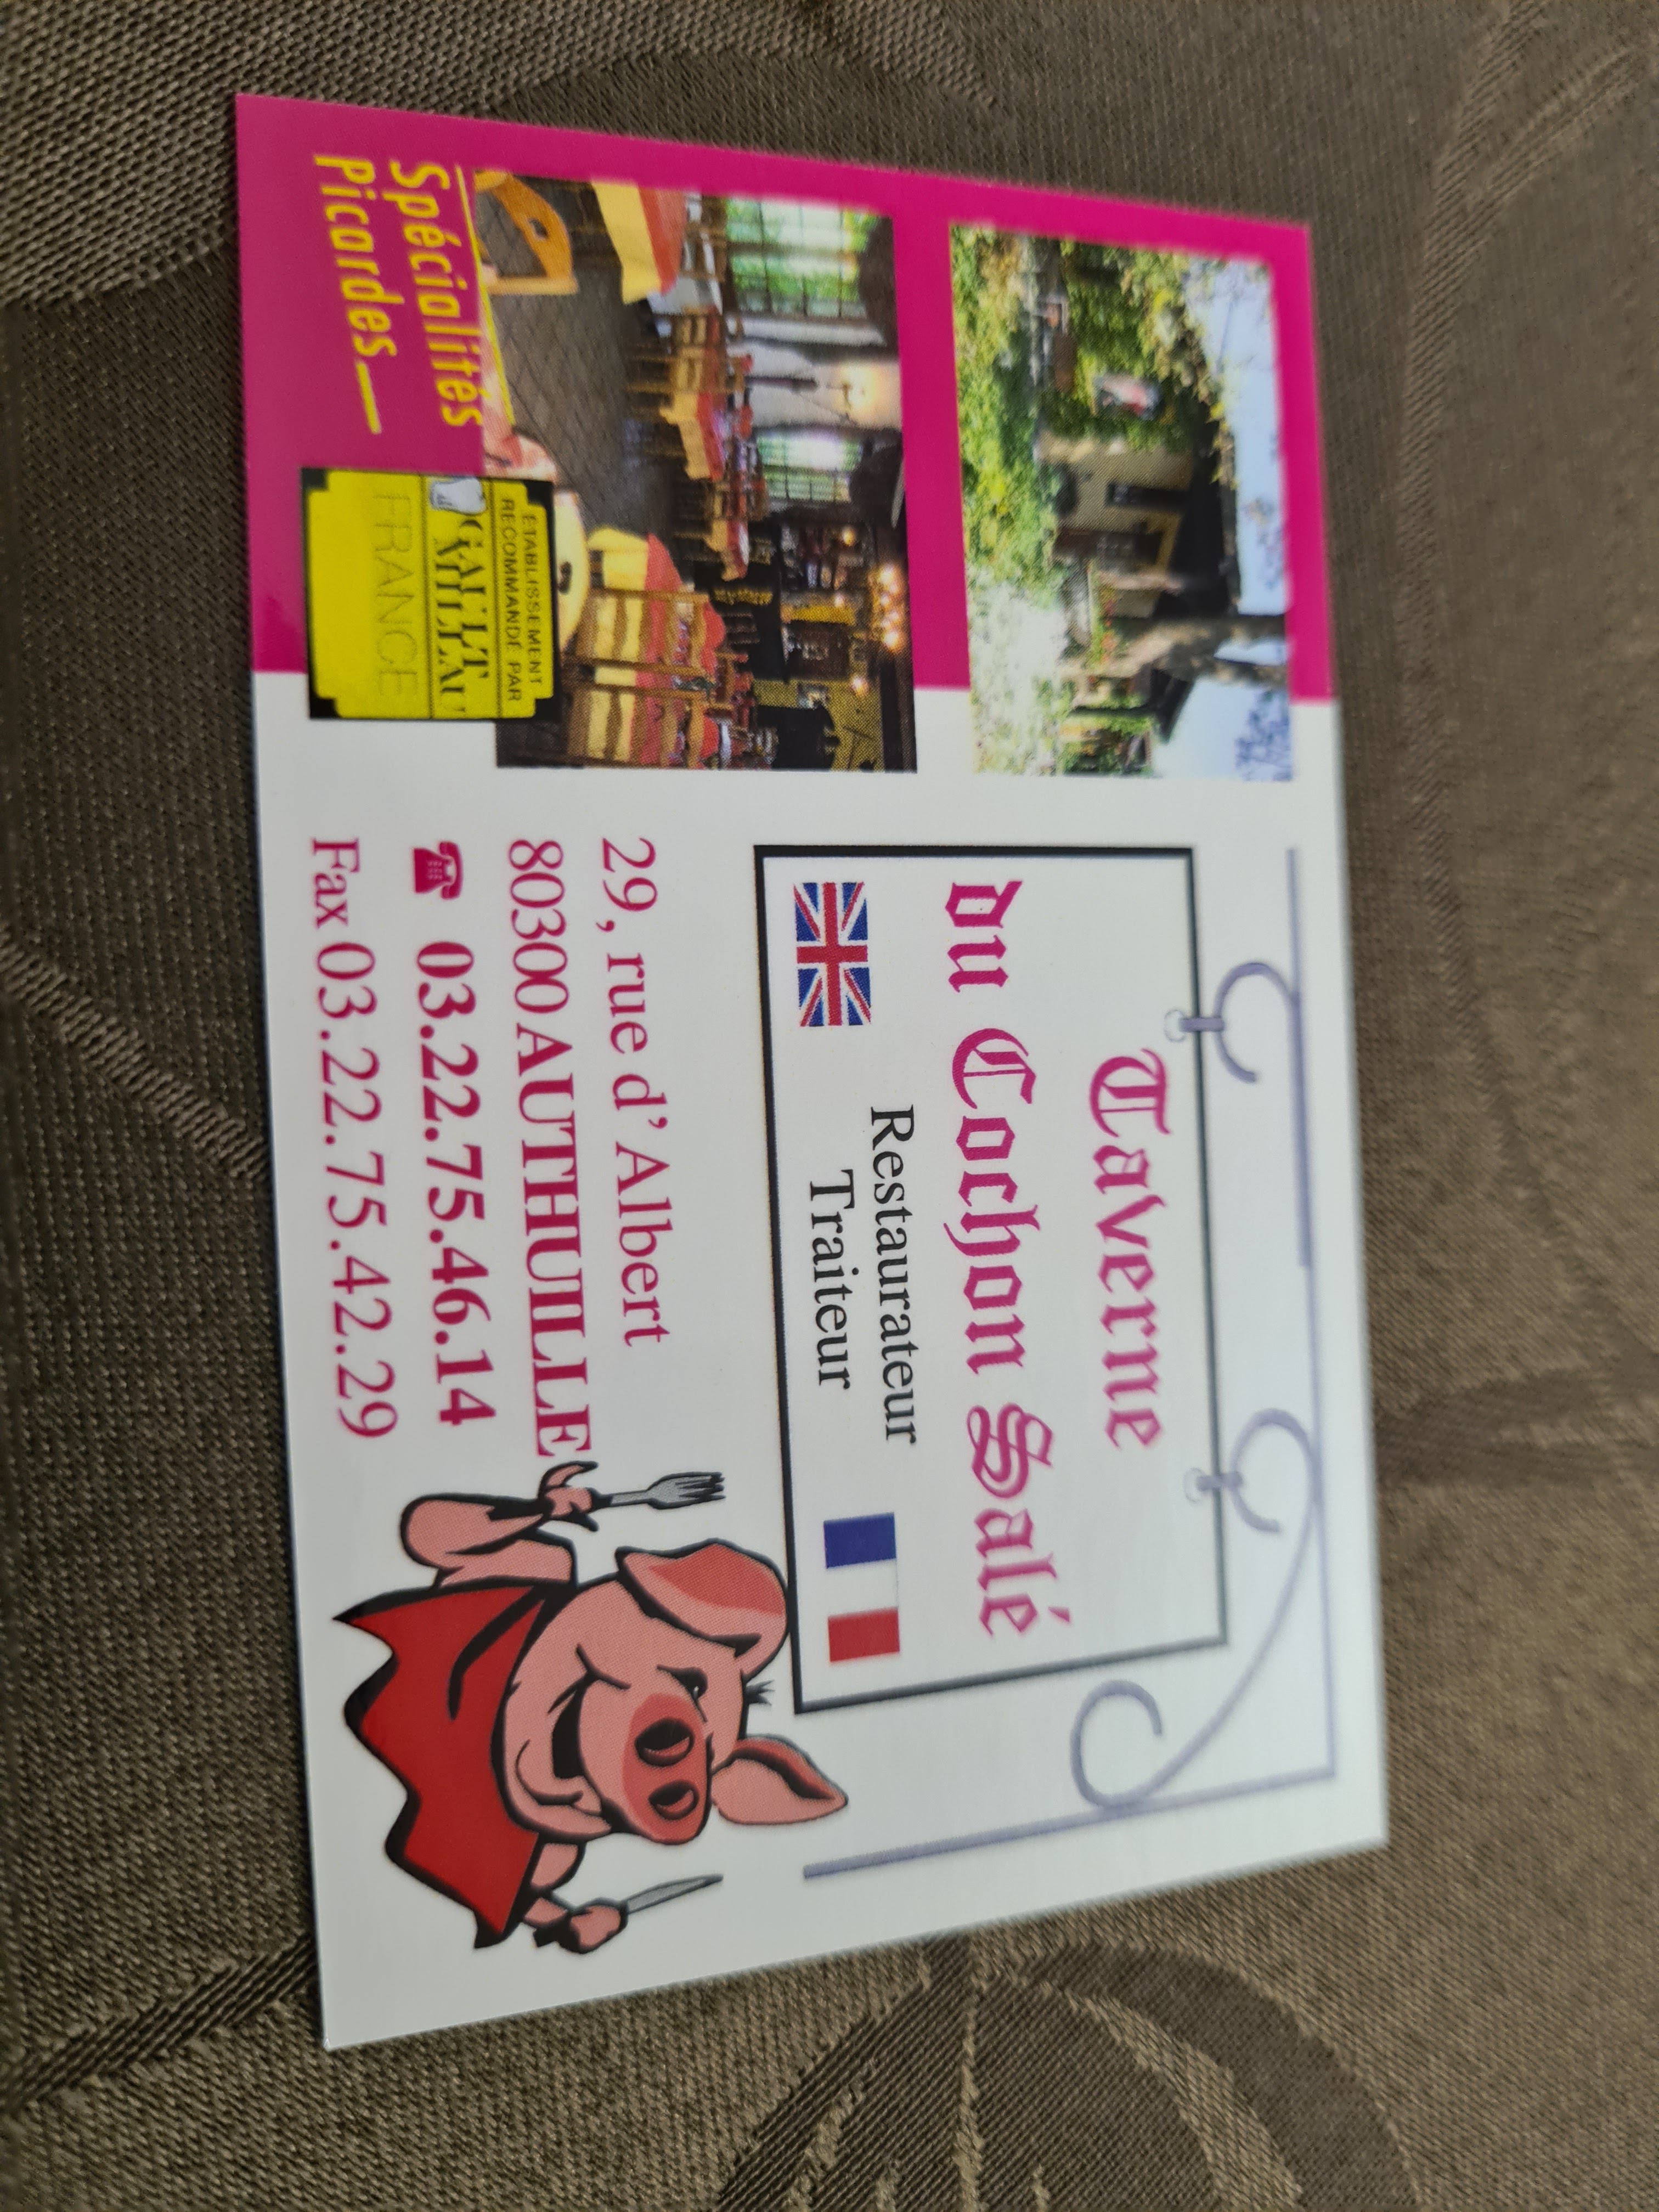 Taverne
du Cochon Salé
Restaurateur
Traiteur
29, rue d'Albert
80300 AUTHUILLE
☎ 03.22.75.46.14
Fax 03.22.75.42.29
Spécialités
Picardes
ÉTABLISSEMENT
RECOMMANDÉ PAR
GAULT
MILLAU
FRANCE